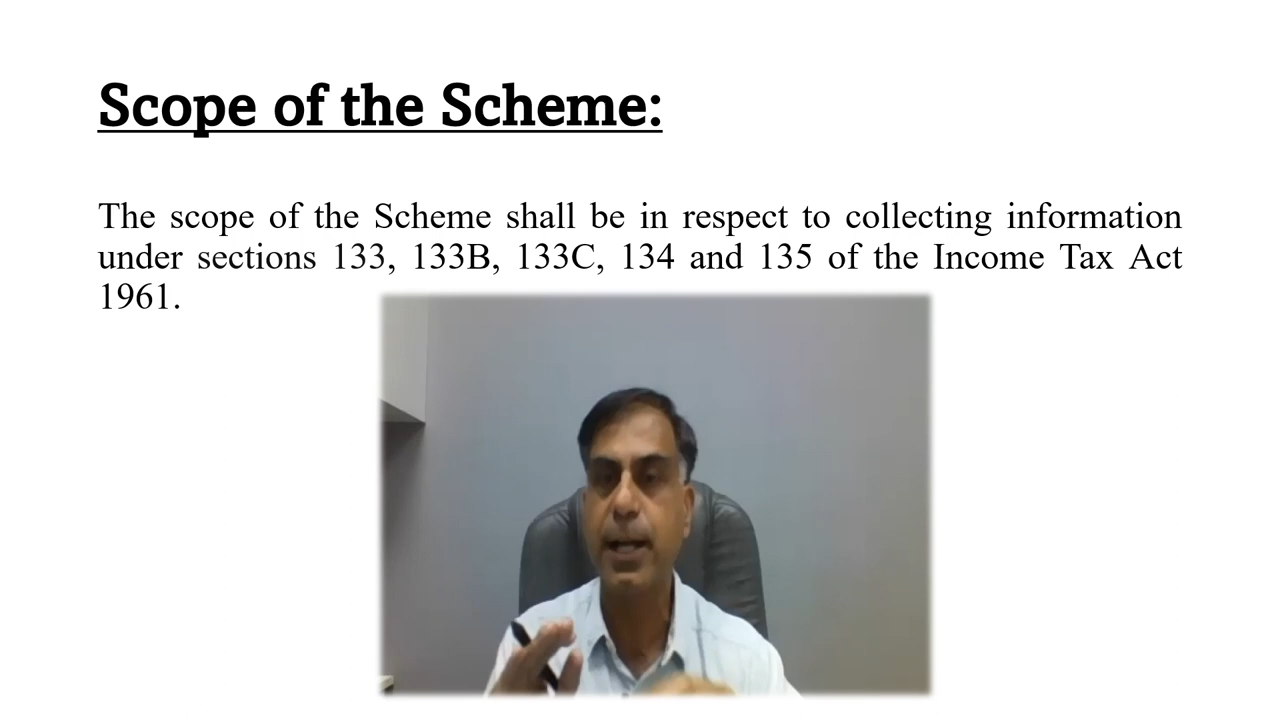 Scope of the Scheme:
The scope of the Scheme shall be in respect to collecting information
under sections 133, 133B, 133C, 134 and 135 of the Income Tax Act
1961.